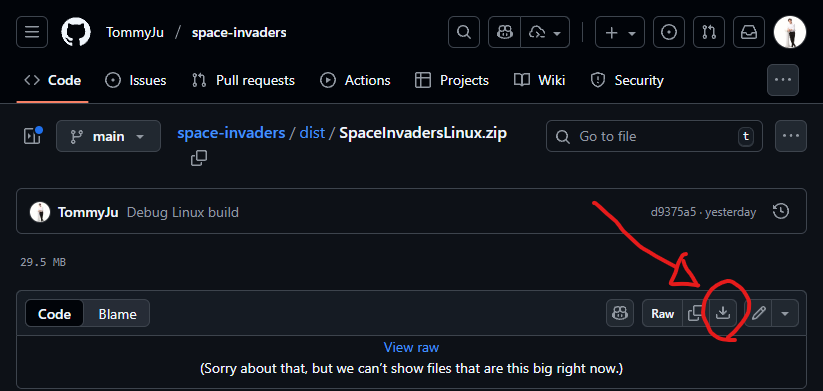 TommyJu / space-invaders
Code Issues Pull requests Actions Projects Wiki Security
main space-invaders / dist / SpaceInvadersLinux.zip Go to file t
TommyJu Debug Linux build d9375a5 · yesterday
29.5 MB
Code Blame Raw
View raw
(Sorry about that, but we can’t show files that are this big right now.)